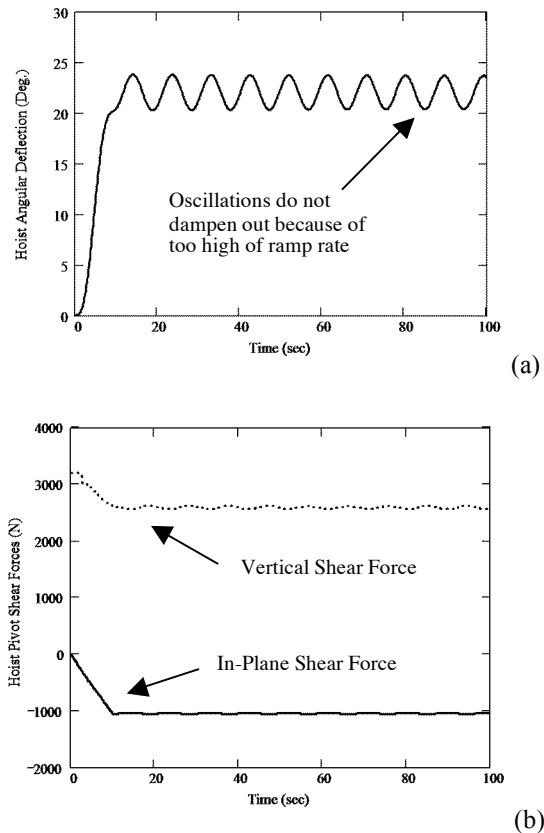 30
25
20
15
10
5
0
Hoist Angular Deflection (Deg.)
Oscillations do not
dampen out because of
too high of ramp rate
0
20
40
60
80
100
Time (sec)
(a)
4000
3000
2000
1000
0
−1000
−2000
Hoist Pivot Shear Forces (N)
Vertical Shear Force
In-Plane Shear Force
0
20
40
60
80
100
Time (sec)
(b)